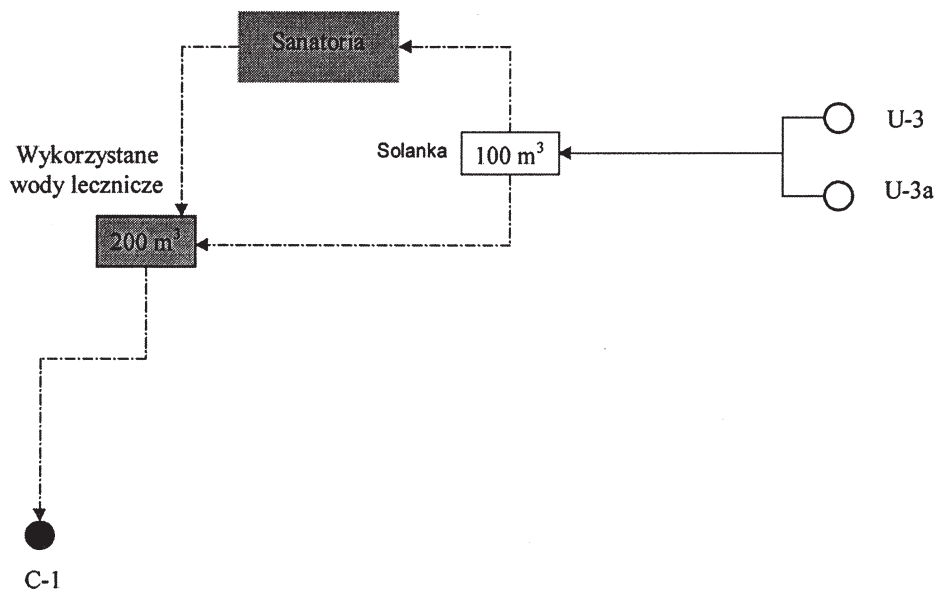 Sanatoria
U-3
Solanka
100 m³
Wykorzystane
wody lecznicze
U-3a
200 m³
C-1